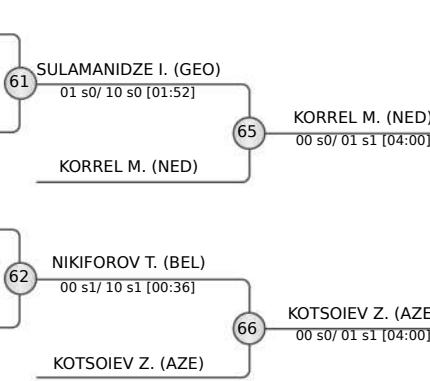 61
SULAMANIDZE I. (GEO)
01 s0/ 10 s0 [01:52]
KORREL M. (NED)
65
KORREL M. (NED)
00 s0/ 01 s1 [04:00]
62
NIKIFOROV T. (BEL)
00 s1/ 10 s1 [00:36]
KOTSOIEV Z. (AZE)
66
KOTSOIEV Z. (AZE
00 s0/ 01 s1 [04:00]